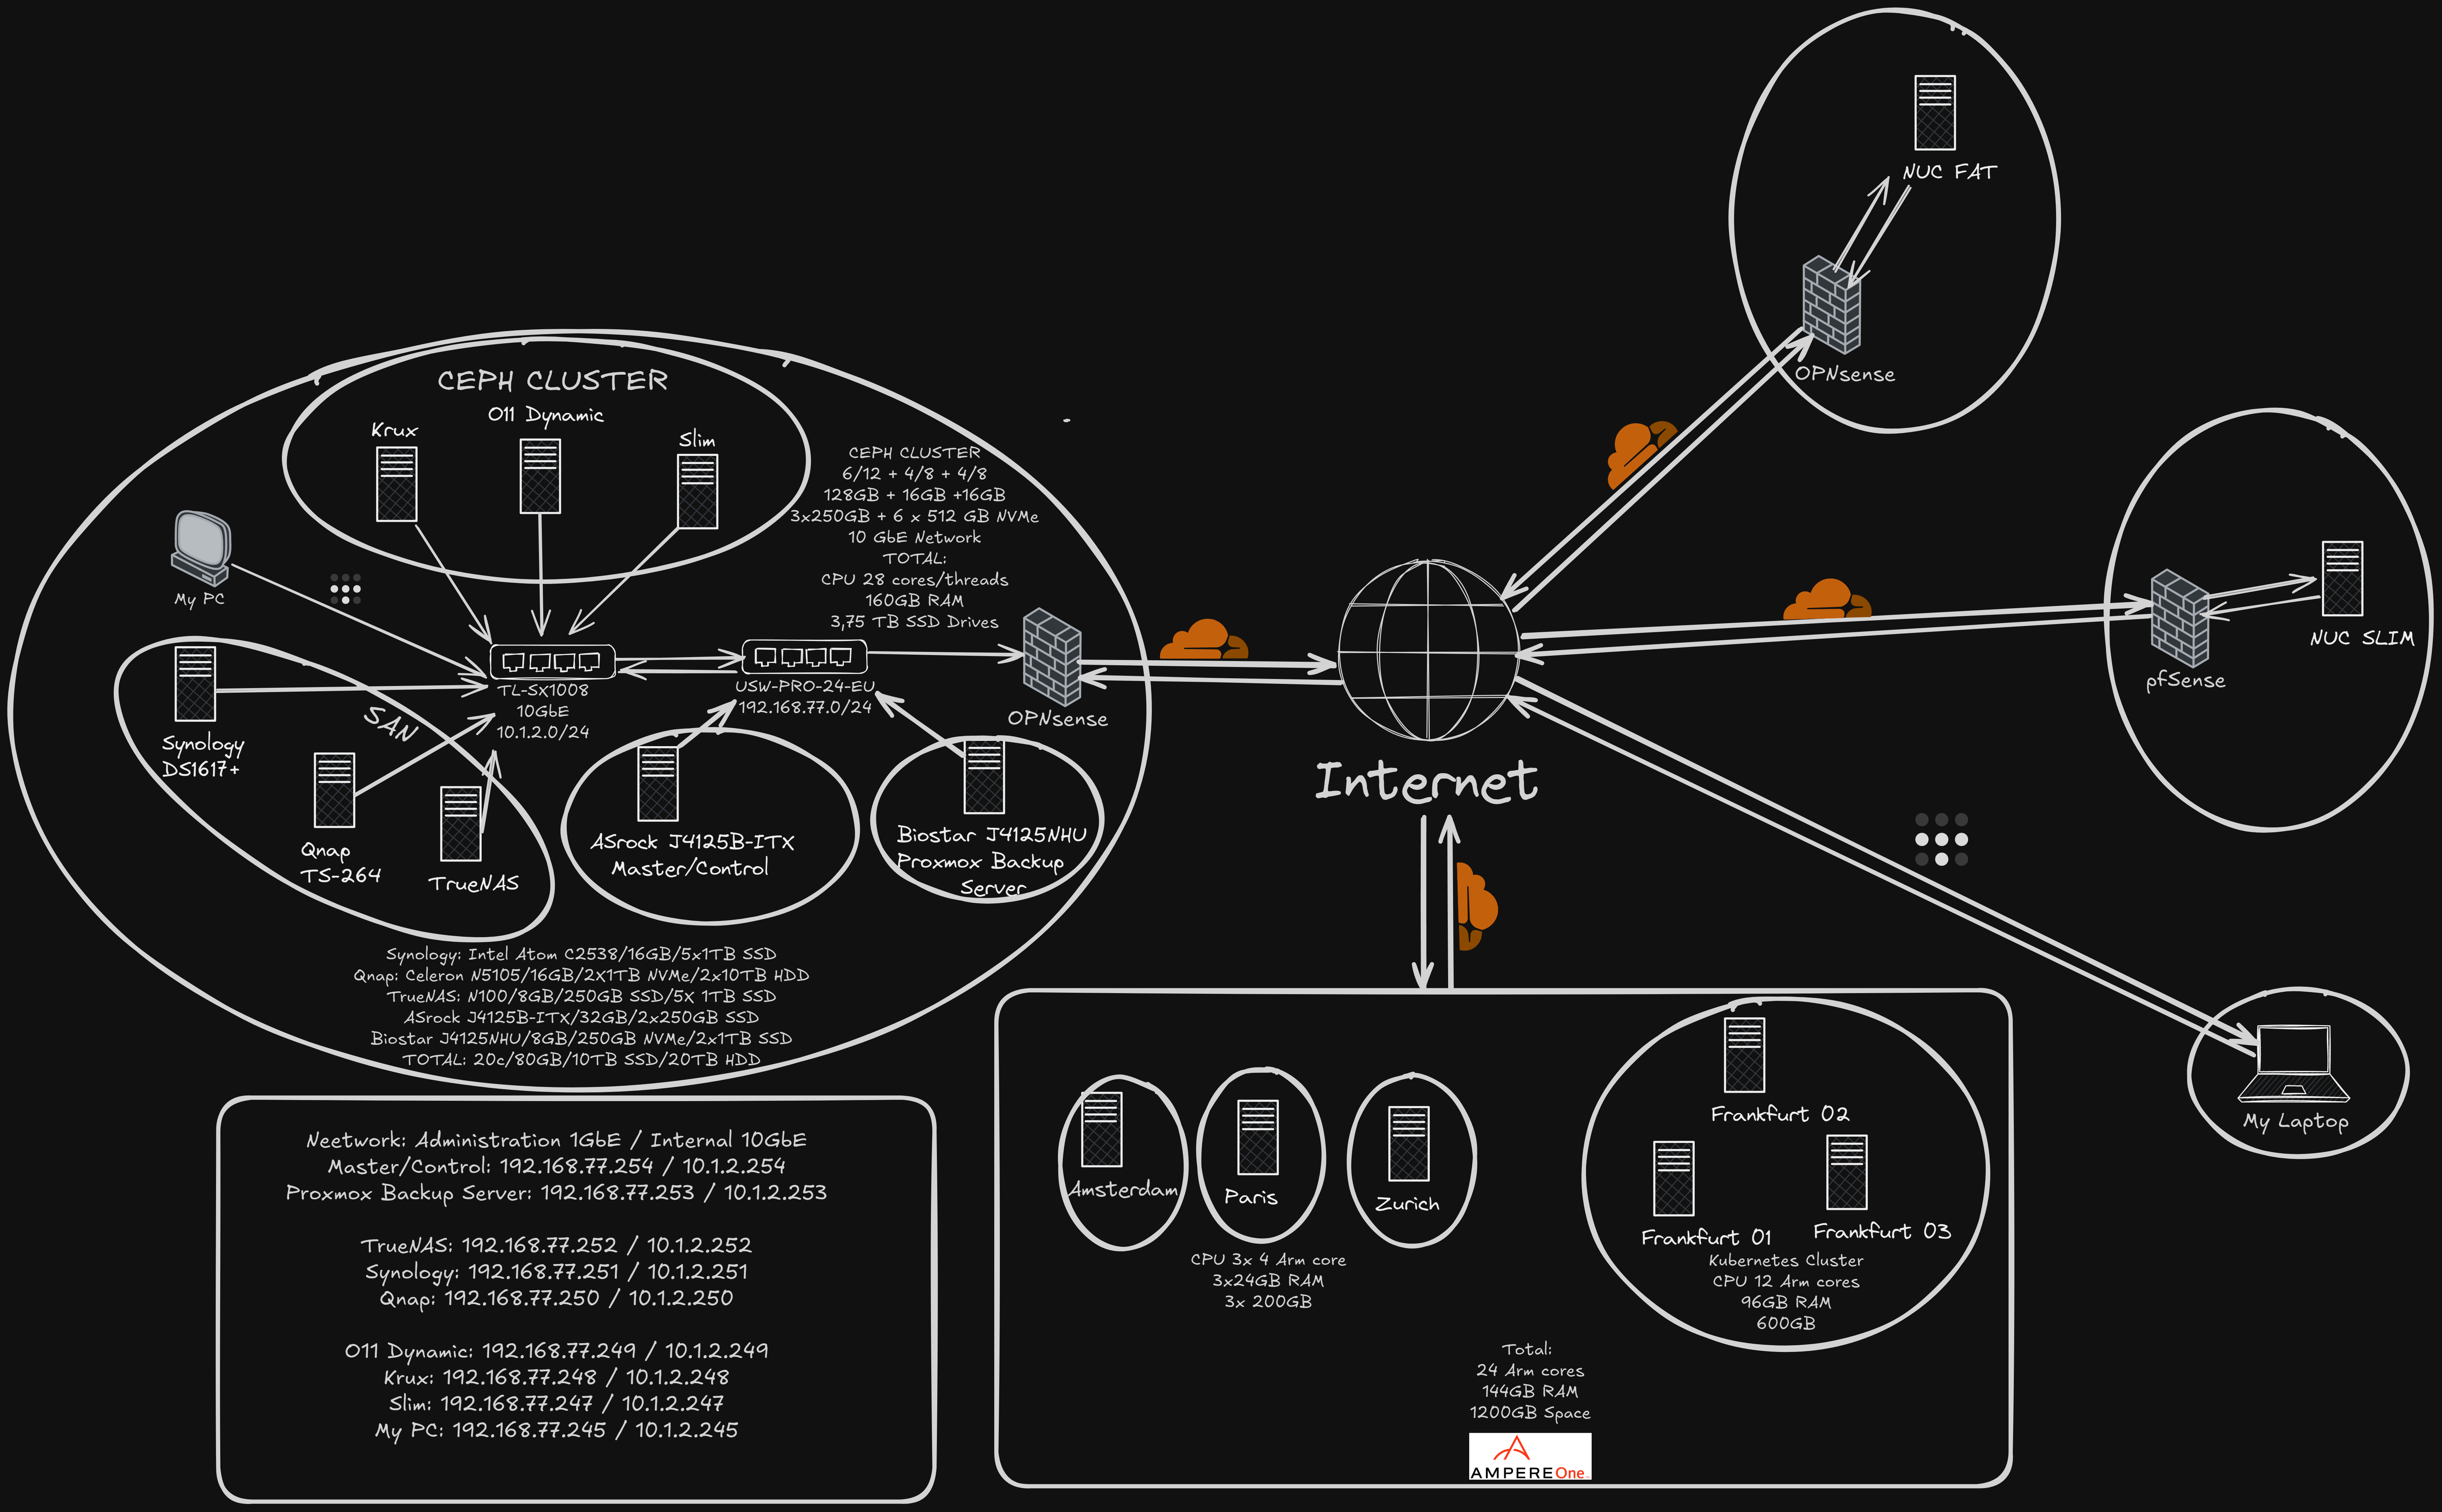 NUC FAT
OPNsense
CEPH CLUSTER
O11 Dynamic
Krux
Slim
CEPH CLUSTER
6/12 + 4/8 + 4/8
128GB + 16GB +16GB
3x250GB + 6 x 512 GB NVMe
10 GbE Network
TOTAL:
CPU 28 cores/threads
160GB RAM
3,75 TB SSD Drives
My PC
TL-SX1008
10GbE
10.1.2.0/24
USW-PRO-24-EU
192.168.77.0/24
OPNsense
SAN
Synology
DS1617+
Qnap
TS-264
TrueNAS
ASrock J4125B-ITX
Master/Control
Biostar J4125NHU
Proxmox Backup
Server
Synology: Intel Atom C2538/16GB/5x1TB SSD
Qnap: Celeron N5105/16GB/2X1TB NVMe/2x10TB HDD
TrueNAS: N100/8GB/250GB SSD/5X 1TB SSD
ASrock J4125B-ITX/32GB/2x250GB SSD
Biostar J4125NHU/8GB/250GB NVMe/2x1TB SSD
TOTAL: 20c/80GB/10TB SSD/20TB HDD
Internet
NUC SLIM
pfSense
My Laptop
Neetwork: Administration 1GbE / Internal 10GbE
Master/Control: 192.168.77.254 / 10.1.2.254
Proxmox Backup Server: 192.168.77.253 / 10.1.2.253
TrueNAS: 192.168.77.252 / 10.1.2.252
Synology: 192.168.77.251 / 10.1.2.251
Qnap: 192.168.77.250 / 10.1.2.250
O11 Dynamic: 192.168.77.249 / 10.1.2.249
Krux: 192.168.77.248 / 10.1.2.248
Slim: 192.168.77.247 / 10.1.2.247
My PC: 192.168.77.245 / 10.1.2.245
Amsterdam
Paris
Zurich
CPU 3x 4 Arm core
3x24GB RAM
3x 200GB
Frankfurt 02
Frankfurt 01
Frankfurt 03
Kubernetes Cluster
CPU 12 Arm cores
96GB RAM
600GB
Total:
24 Arm cores
144GB RAM
1200GB Space
AMPEREOne